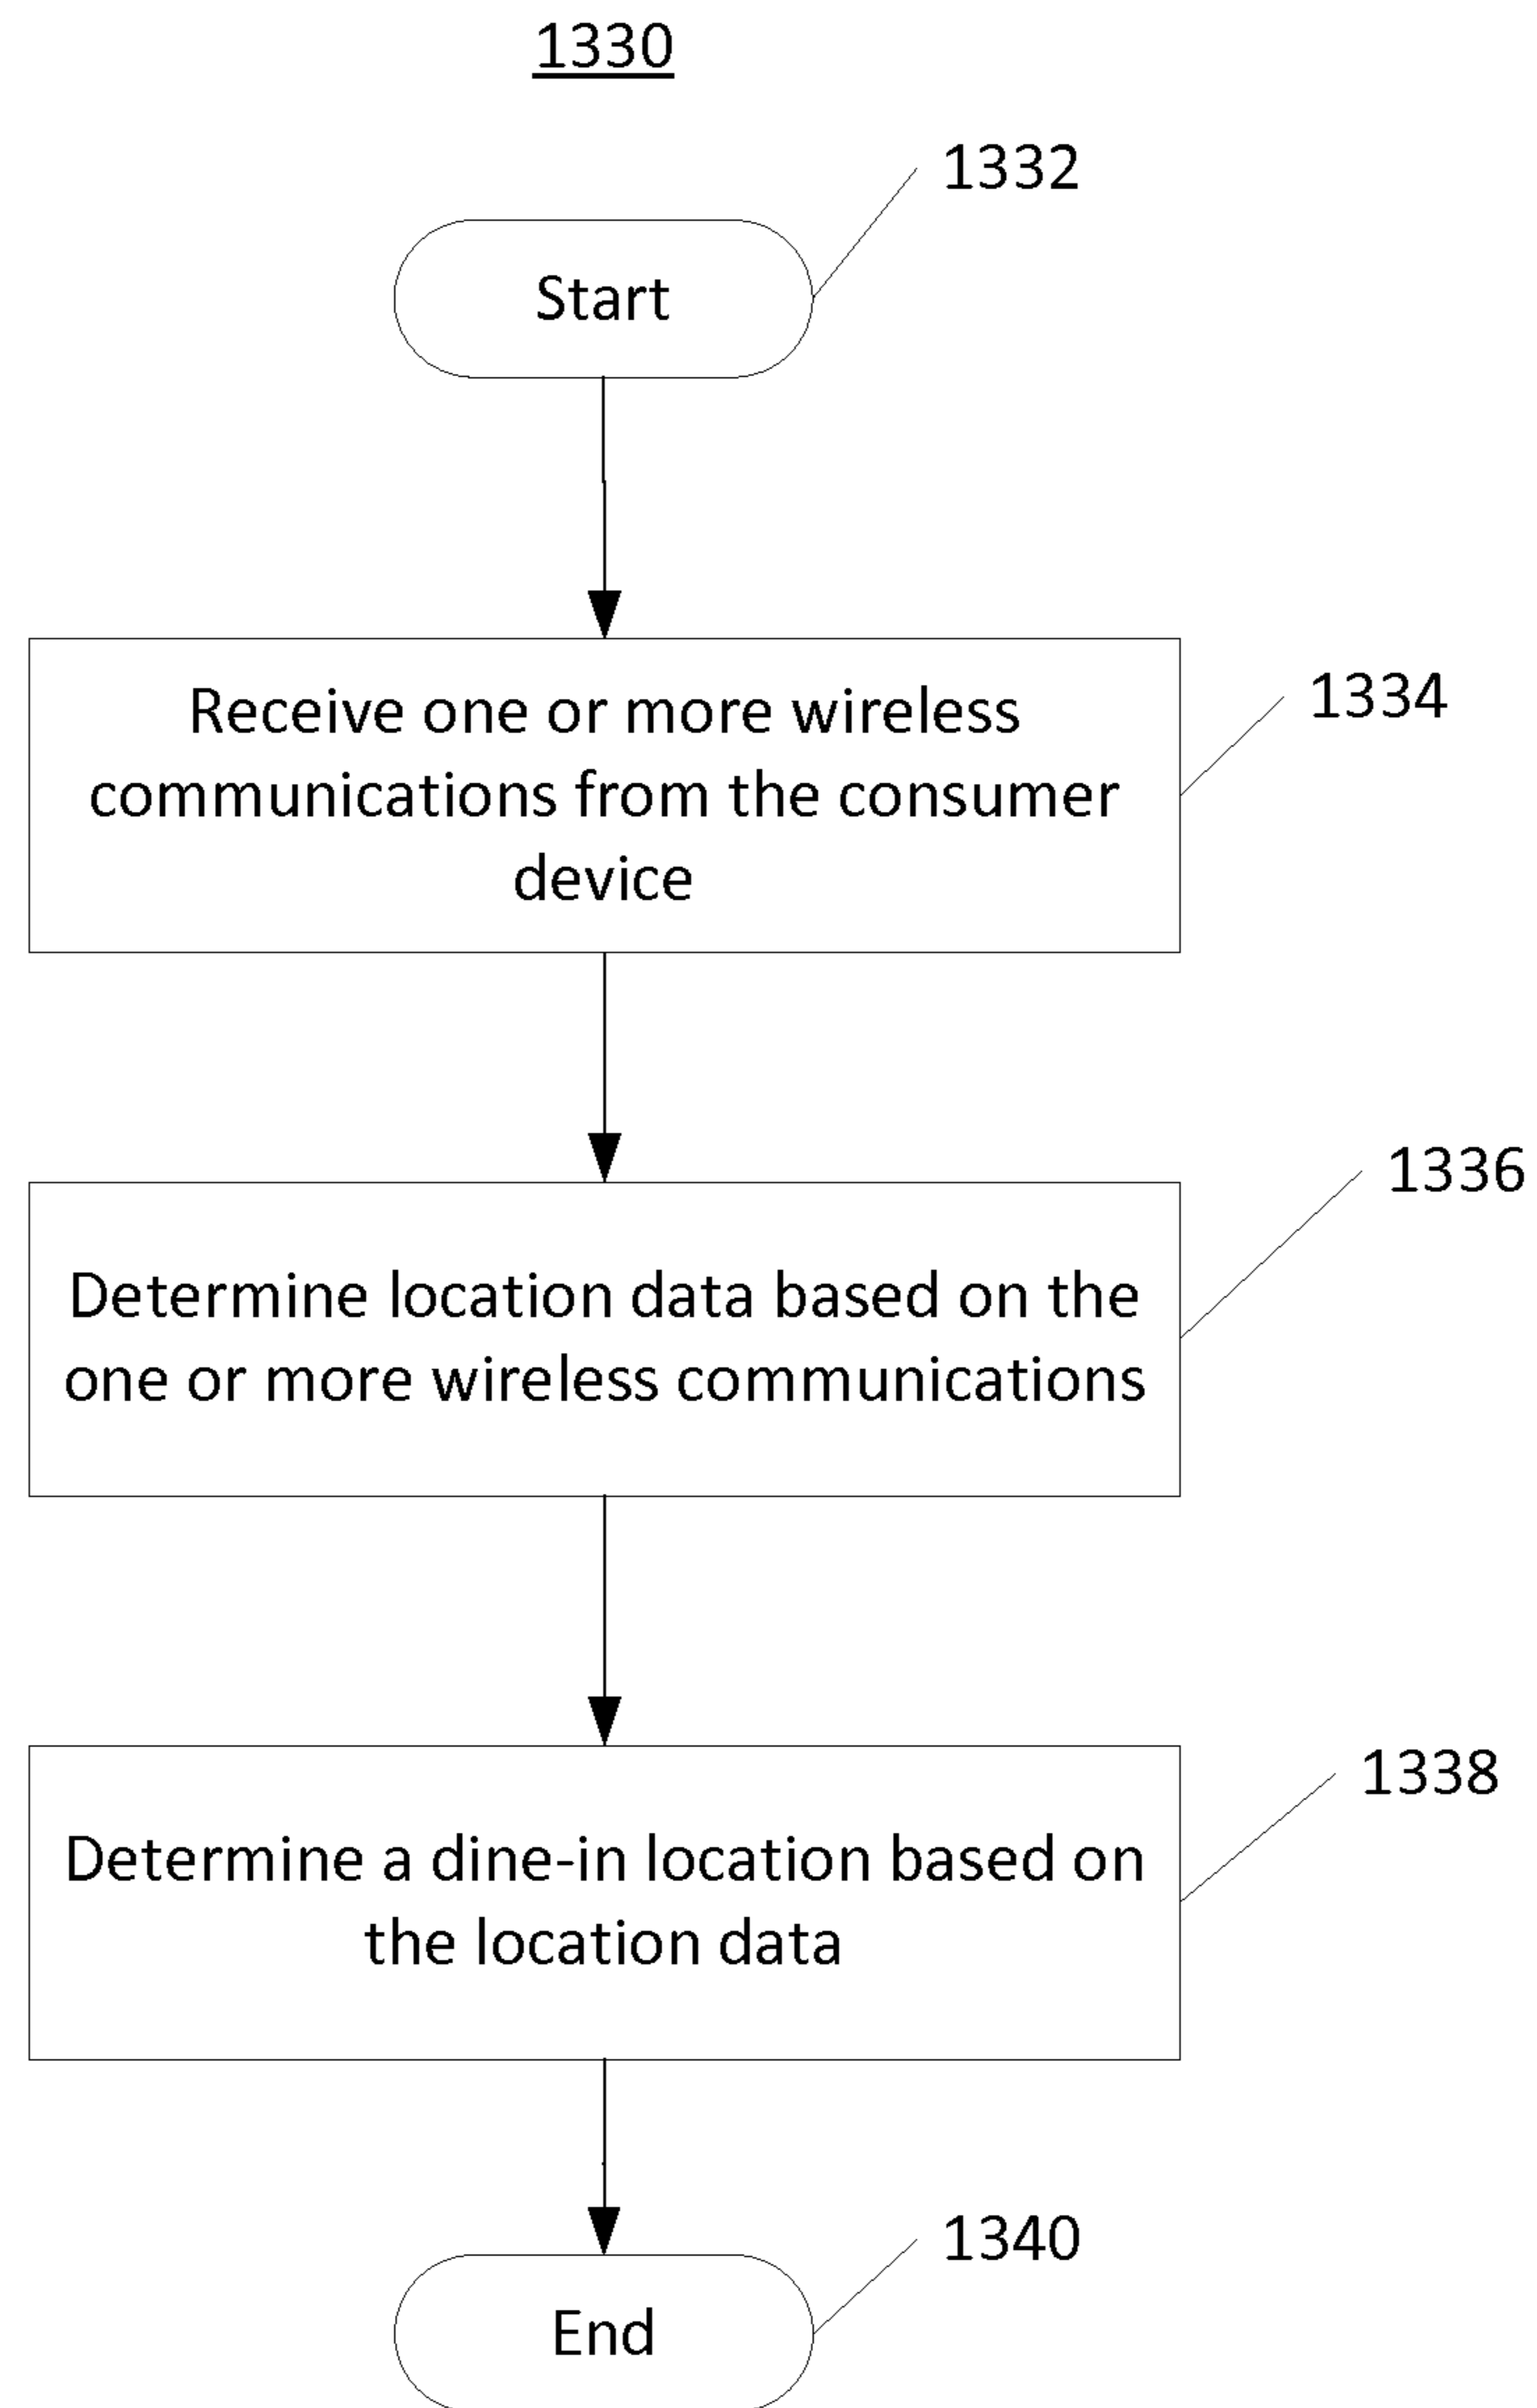 1330
1332
Start
1334
Receive one or more wireless
communications from the consumer
device
1336
Determine location data based on the
one or more wireless communications
1338
Determine a dine-in location based on
the location data
1340
End